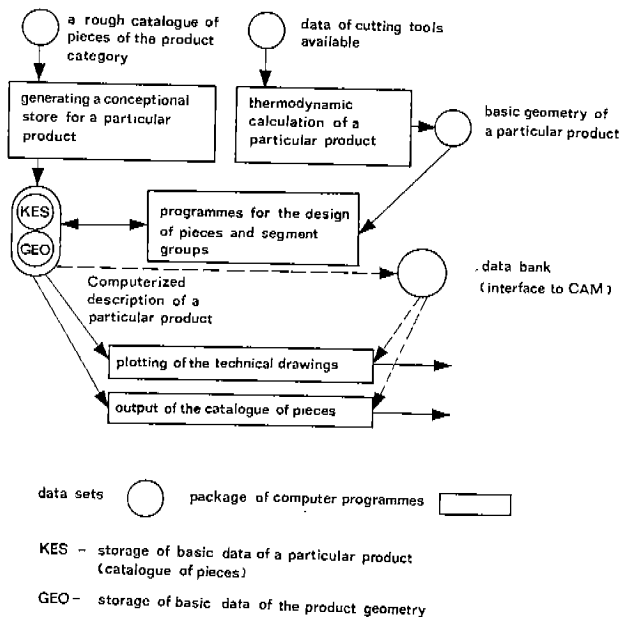 a rough catalogue of
pieces of the product
category
data of cutting tools
available
generating a conceptional
store for a particular
product
thermodynamic
calculation of a
particular product
basic geometry of
a particular product
KES
GEO
programmes for the design
of pieces and segment
groups
Computerized
description of a
particular product
data bank
(interface to CAM)
plotting of the technical drawings
output of the catalogue of pieces
data sets
package of computer programmes
KES - storage of basic data of a particular product
(catalogue of pieces)
GEO - storage of basic data of the product geometry